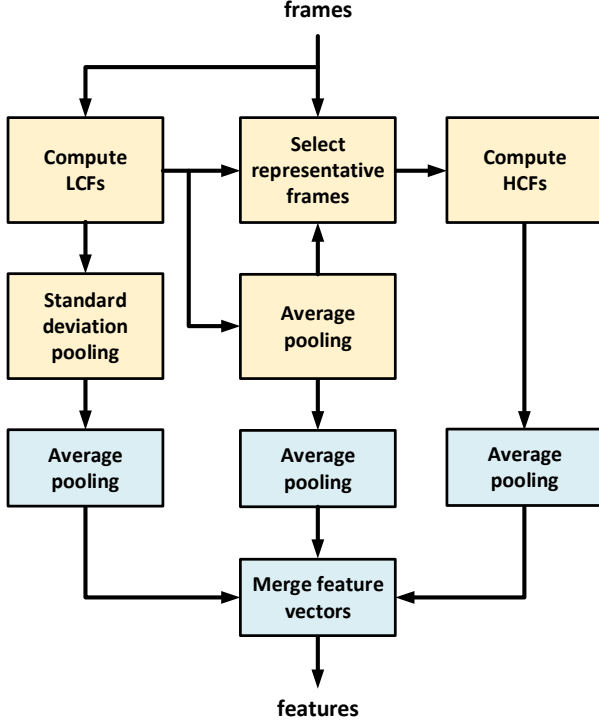 frames
Compute
LCFs
Select
representative
frames
Compute
HCFs
Standard
deviation
pooling
Average
pooling
Average
pooling
Average
pooling
Average
pooling
Merge feature
vectors
features